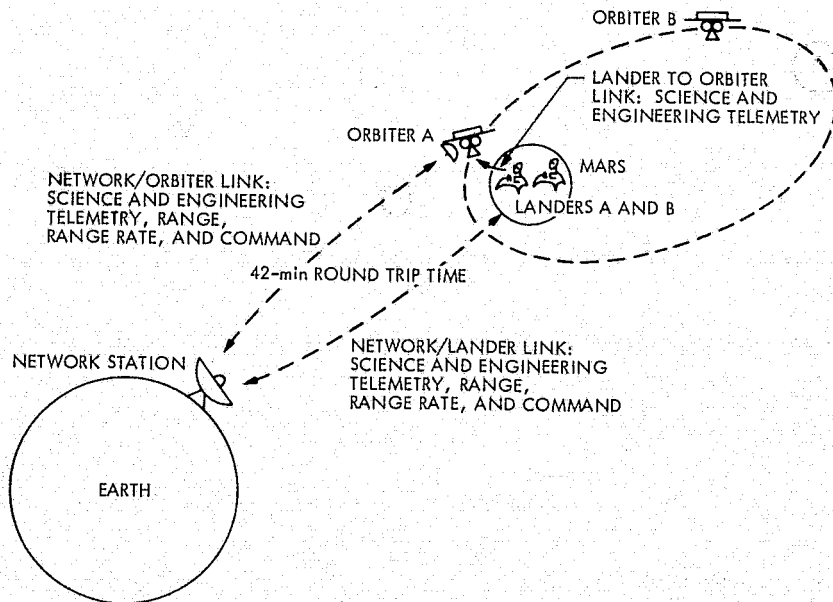 ORBITER B
LANDER TO ORBITER
LINK: SCIENCE AND
ENGINEERING TELEMETRY
ORBITER A
MARS
LANDERS A AND B
NETWORK/ORBITER LINK:
SCIENCE AND ENGINEERING
TELEMETRY, RANGE,
RANGE RATE, AND COMMAND
42-min ROUND TRIP TIME
NETWORK STATION
NETWORK/LANDER LINK:
SCIENCE AND ENGINEERING
TELEMETRY, RANGE,
RANGE RATE, AND COMMAND
EARTH